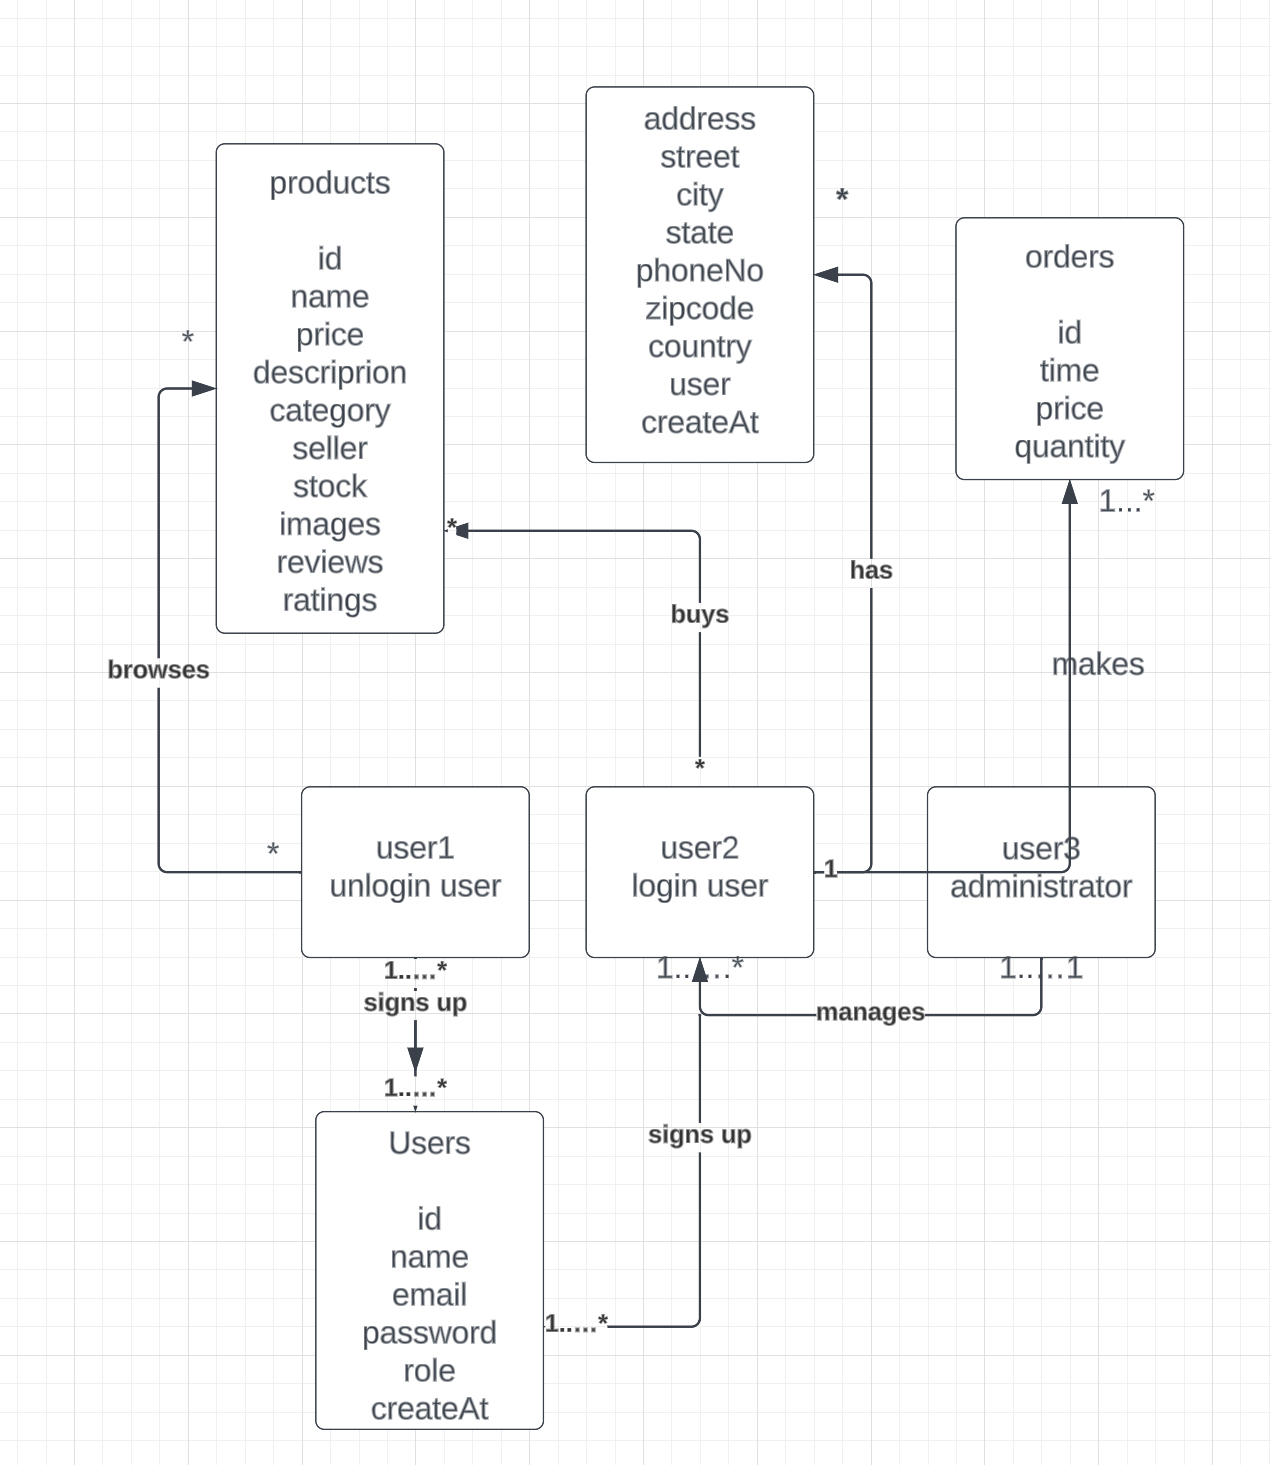 products
id
name
price
descriprion
category
seller
stock
images
reviews
ratings
address
street
city
state
phoneNo
zipcode
country
user
createAt
*
orders
id
time
price
quantity
1...*
*
*
buys
has
makes
browses
*
*
user1
unlogin user
user2
login user
1
user3
administrator
1.....*
signs up
1.....*
1......*
1.....1
manages
signs up
Users
id
name
email
password
role
createAt
1.....*